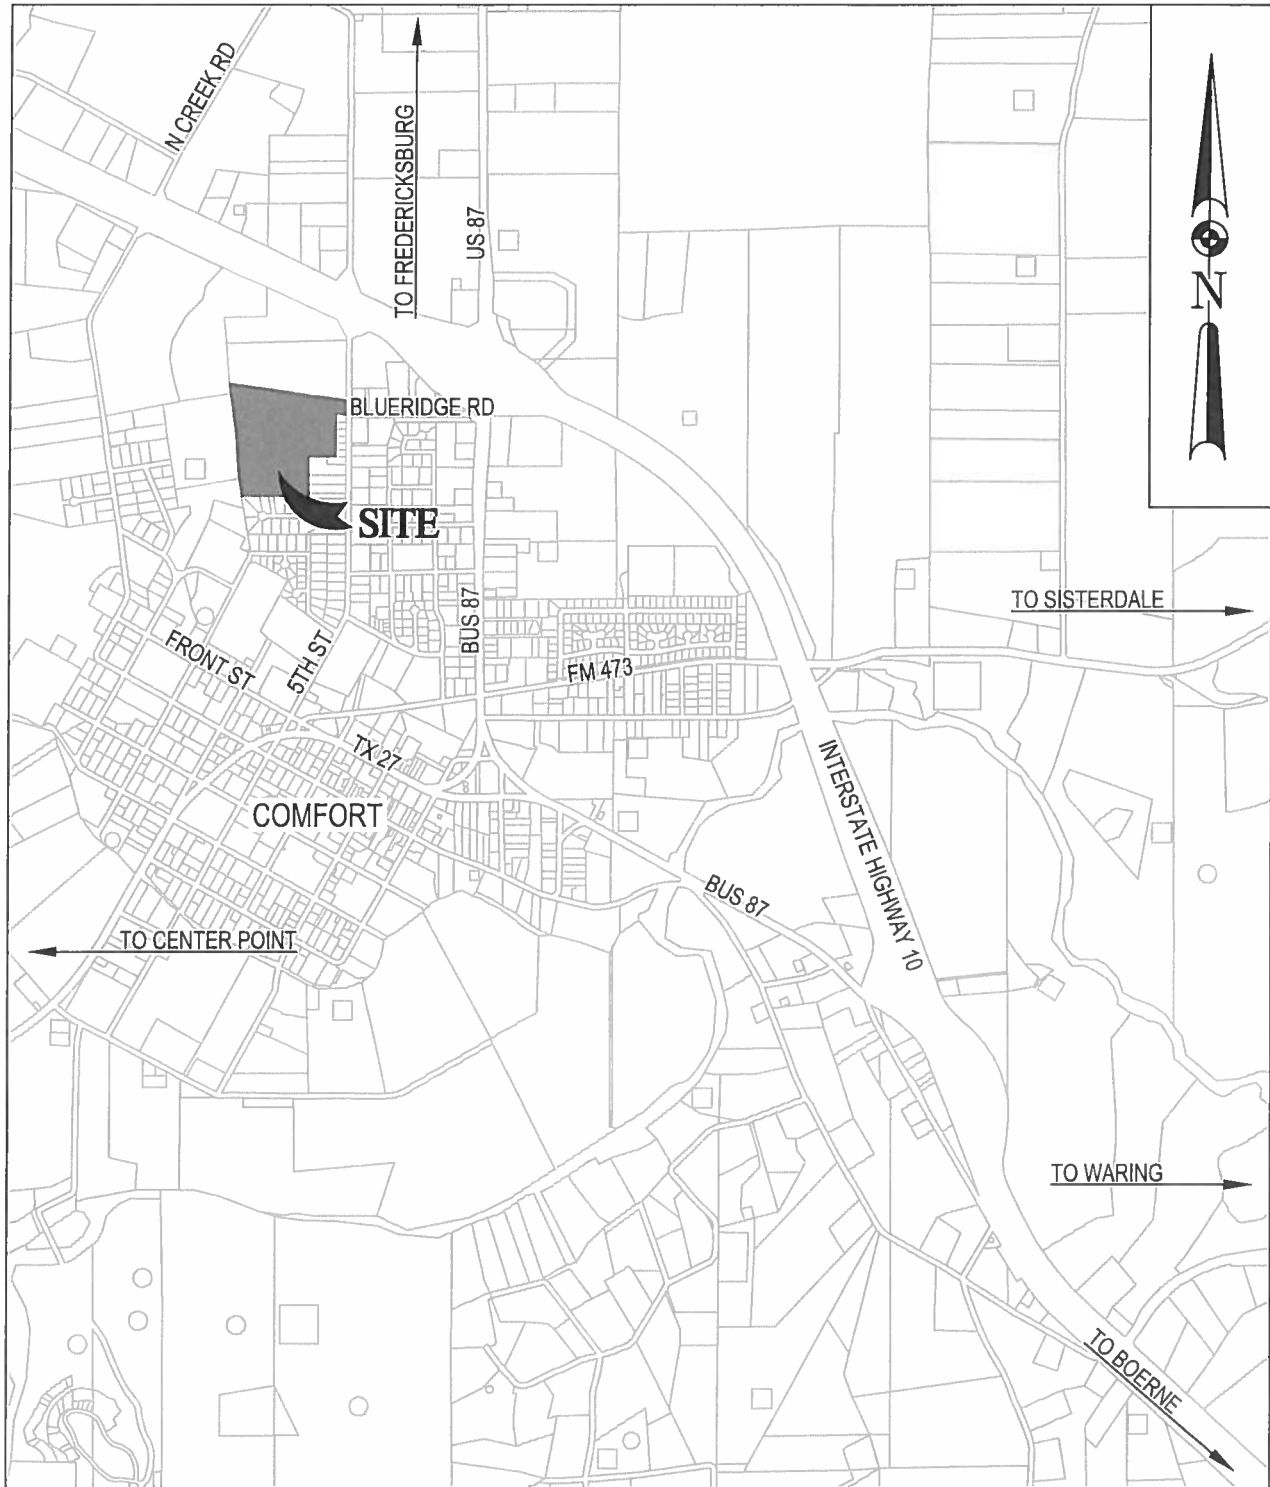 N CREEK RD
TO FREDERICKSBURG
US 87
N
BLUERIDGE RD
SITE
TO SISTERDALE
BUS 87
FRONT ST
5TH ST
FM 473
TX 27
COMFORT
INTERSTATE HIGHWAY 10
BUS 87
TO CENTER POINT
TO WARING
TO BOERNE